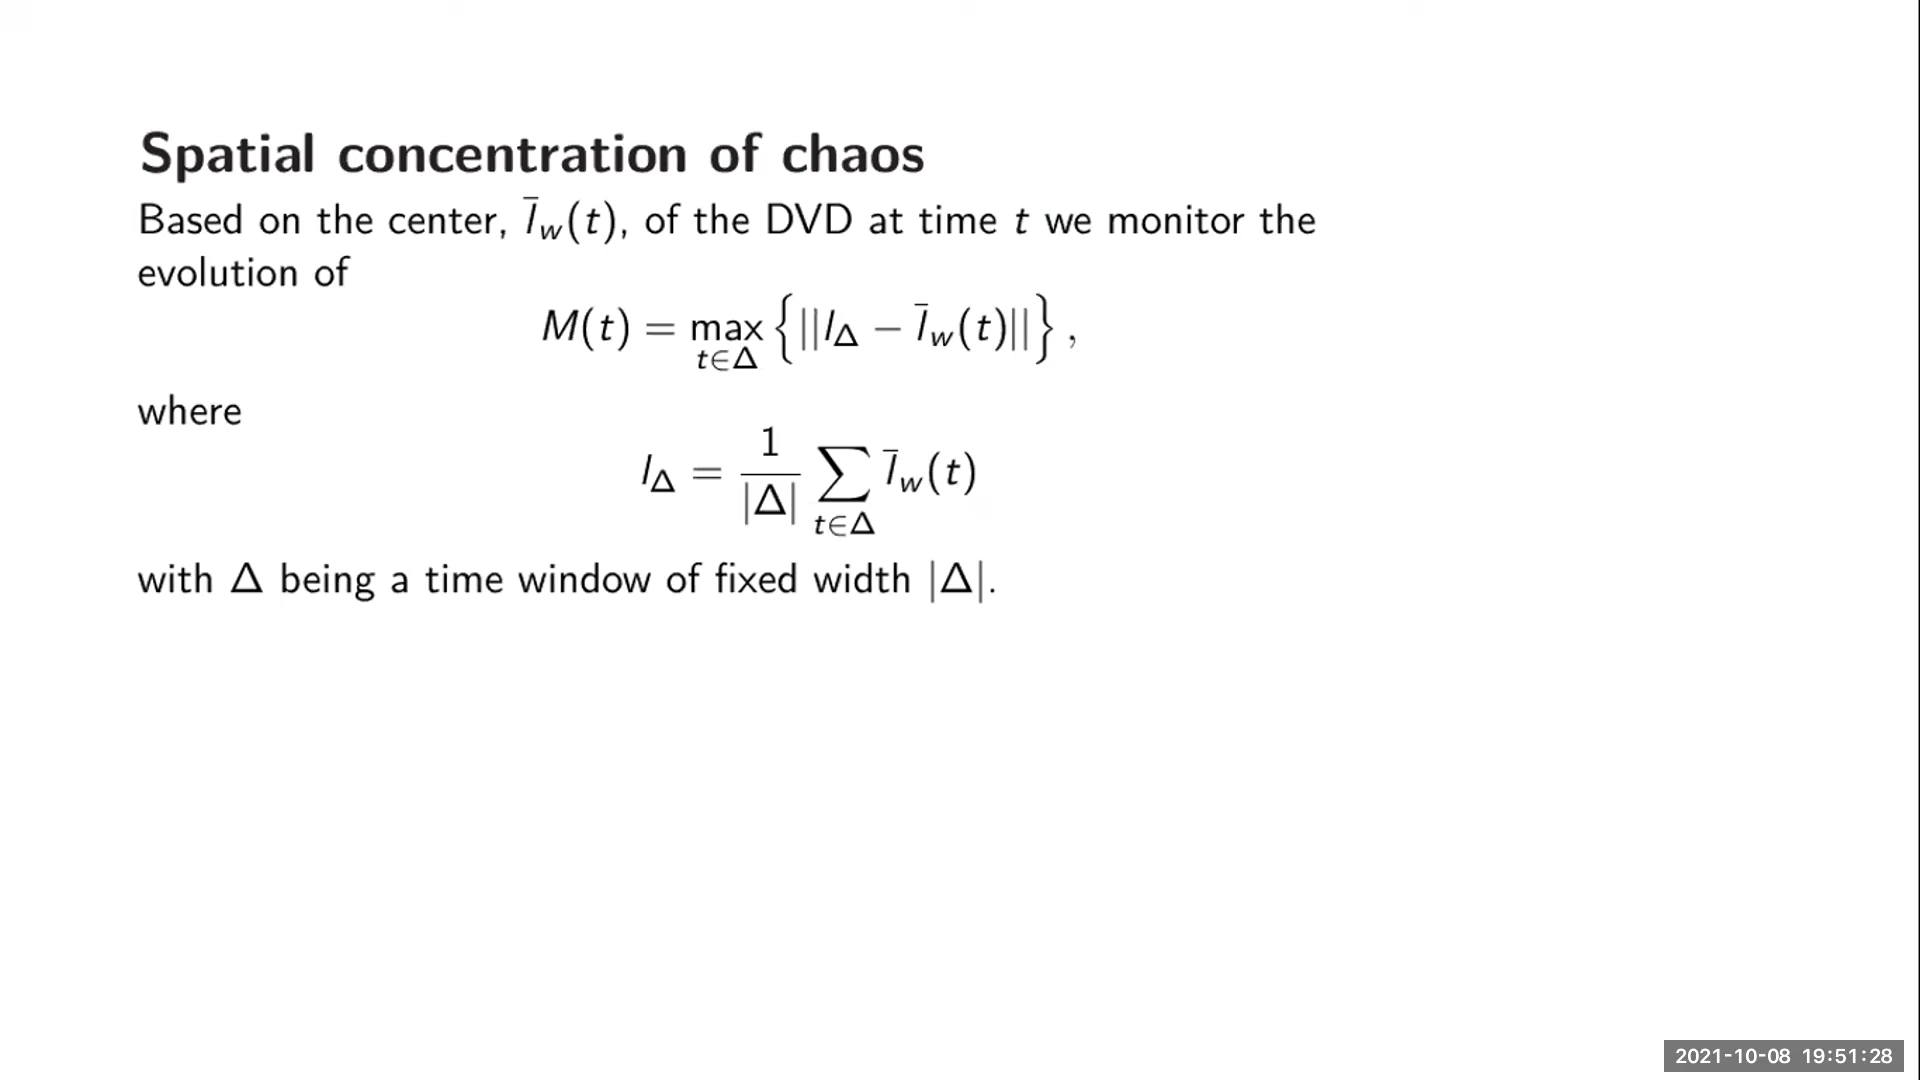 Spatial concentration of chaos
Based on the center, l̄_w(t), of the DVD at time t we monitor the
evolution of
M(t) = max_{t∈Δ} {||l_Δ − l̄_w(t)||} ,
where
l_Δ = 1/|Δ| ∑_{t∈Δ} l̄_w(t)
with Δ being a time window of fixed width |Δ|.
2021-10-08 19:51:28